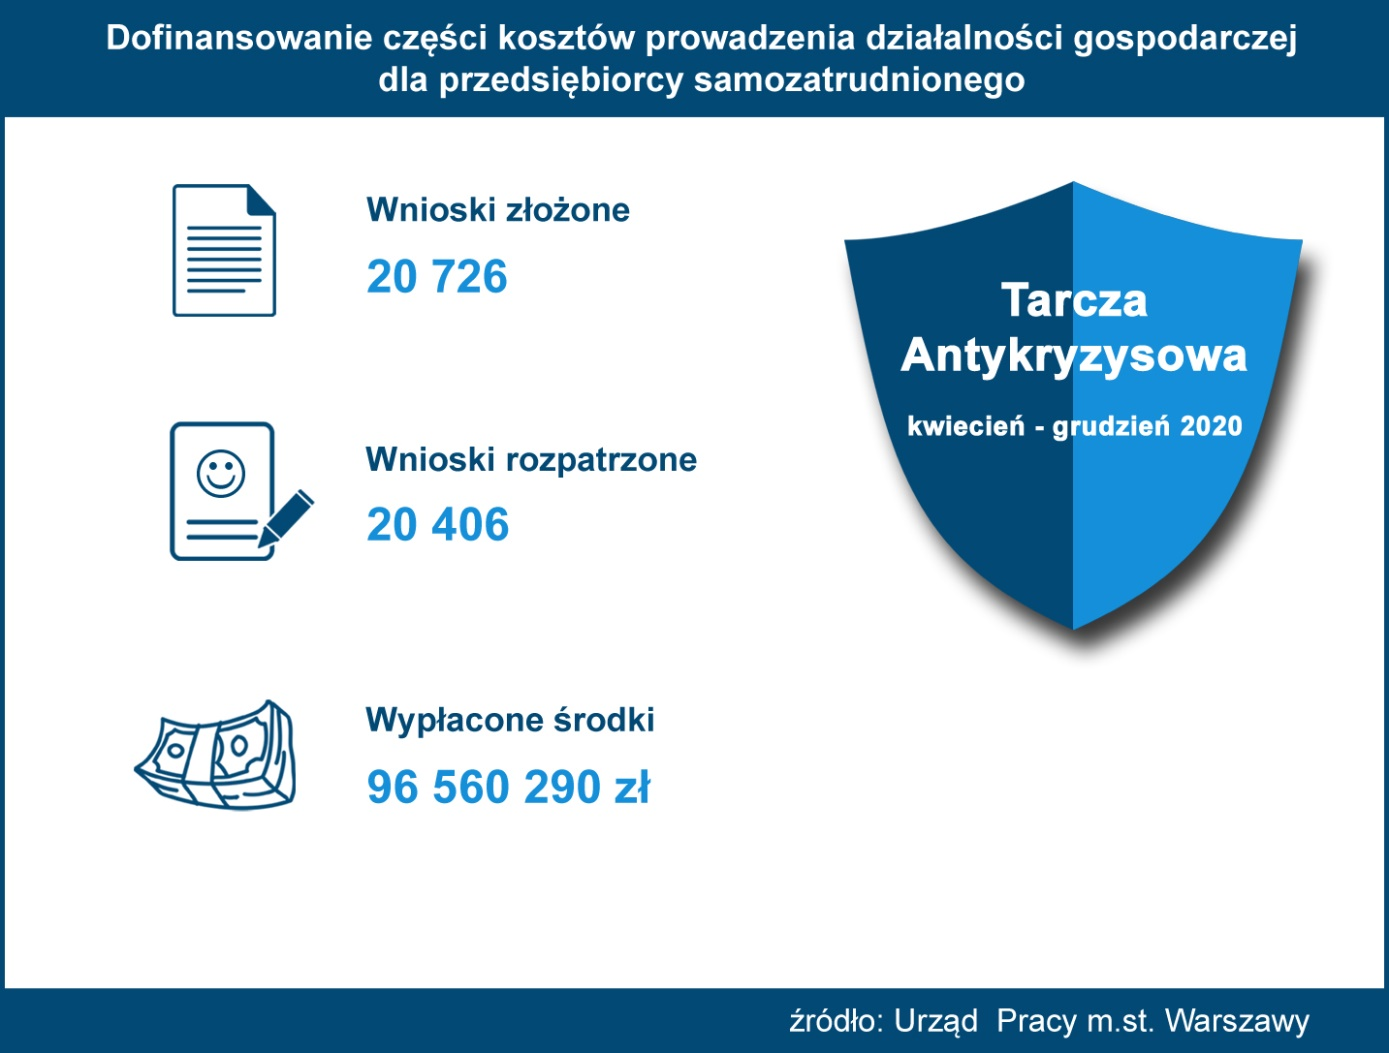 Dofinansowanie części kosztów prowadzenia działalności gospodarczej
dla przedsiębiorcy samozatrudnionego
Wnioski złożone
20 726
Wnioski rozpatrzone
20 406
Wypłacone środki
96 560 290 zł
Tarcza
Antykryzysowa
kwiecień - grudzień 2020
źródło: Urząd  Pracy m.st. Warszawy